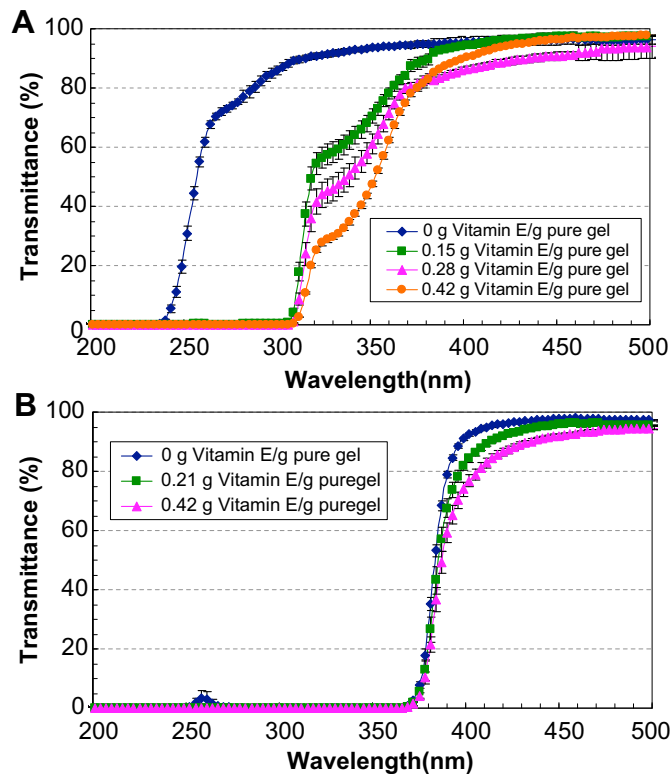 A
Transmittance (%)
100
80
60
40
20
0
0 g Vitamin E/g pure gel
0.15 g Vitamin E/g pure gel
0.28 g Vitamin E/g pure gel
0.42 g Vitamin E/g pure gel
200 250 300 350 400 450 500
Wavelength(nm)
B
Transmittance (%)
100
80
60
40
20
0
0 g Vitamin E/g pure gel
0.21 g Vitamin E/g puregel
0.42 g Vitamin E/g puregel
200 250 300 350 400 450 500
Wavelength(nm)